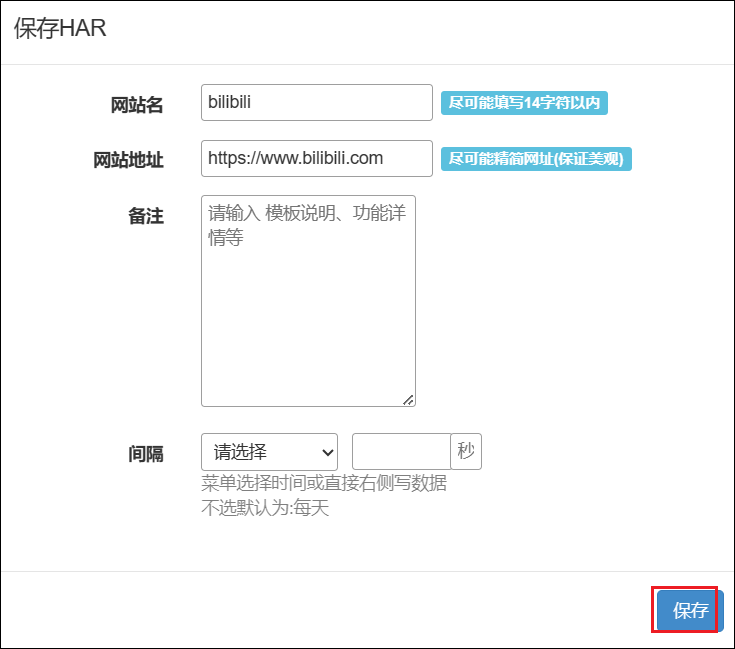 保存HAR
网站名
bilibili
尽可能填写14字符以内
网站地址
https://www.bilibili.com
尽可能精简网址(保证美观)
备注
请输入 模板说明、功能详
情等
间隔
请选择
秒
菜单选择时间或直接右侧写数据
不选默认为:每天
保存